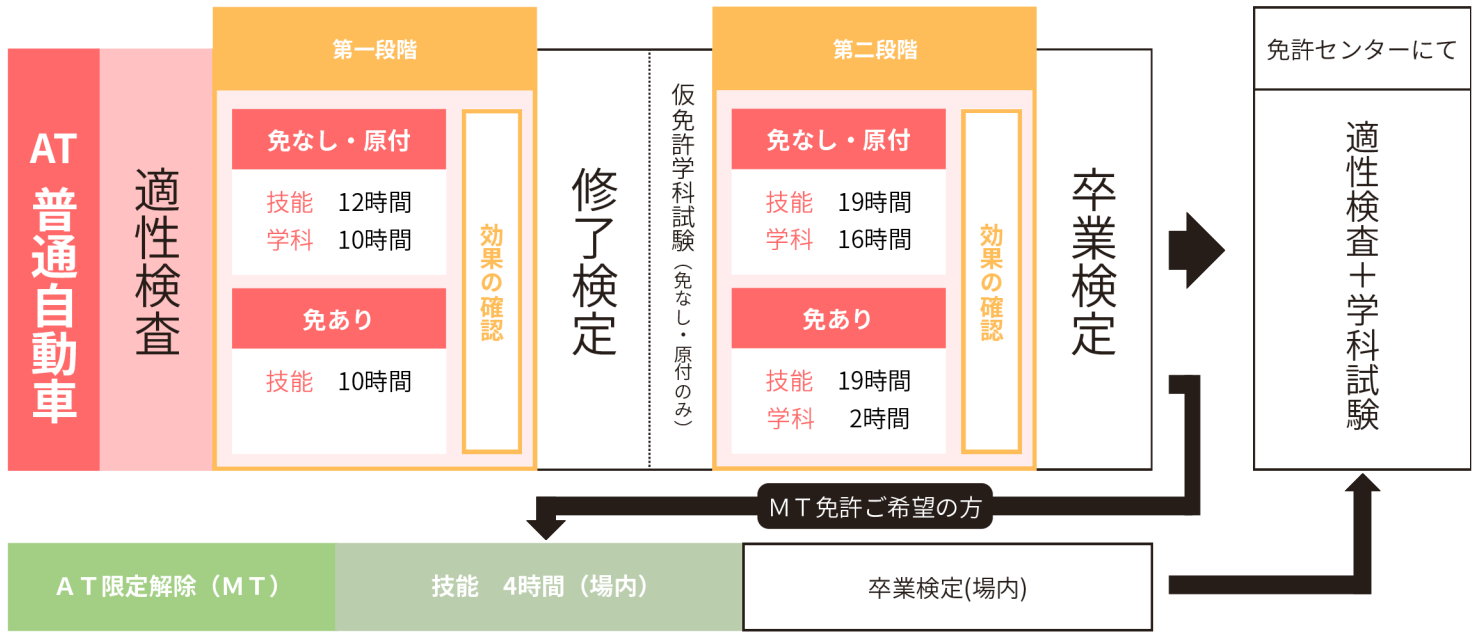 AT 普通自動車
適性検査
第一段階
免なし・原付
技能　12時間
学科　10時間
免あり
技能　10時間
効果の確認
修了検定
仮免許学科試験（免なし・原付のみ）
第二段階
免なし・原付
技能　19時間
学科　16時間
免あり
技能　19時間
学科　2時間
効果の確認
卒業検定
免許センターにて
適性検査＋学科試験
ＭＴ免許ご希望の方
ＡＴ限定解除（ＭＴ）
技能　4時間（場内）
卒業検定(場内)